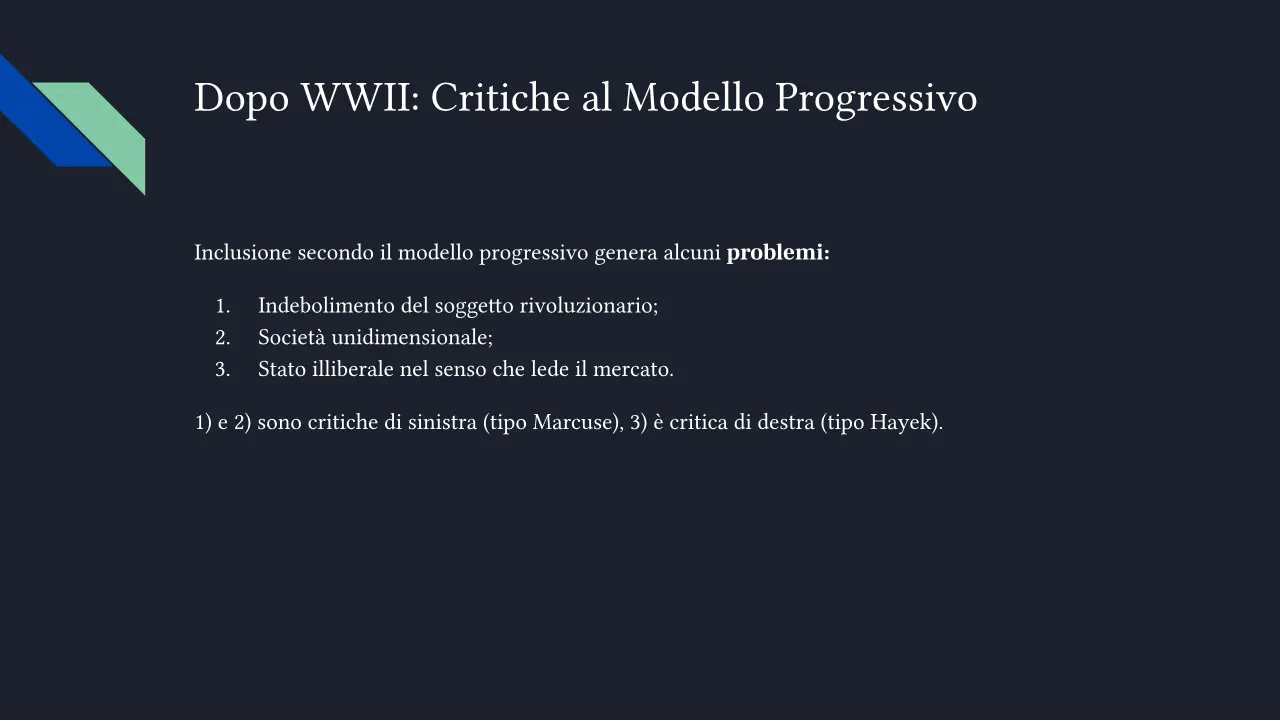 Dopo WWII: Critiche al Modello Progressivo
Inclusione secondo il modello progressivo genera alcuni problemi:
1. Indebolimento del soggetto rivoluzionario;
2. Società unidimensionale;
3. Stato illiberale nel senso che lede il mercato.
1) e 2) sono critiche di sinistra (tipo Marcuse), 3) è critica di destra (tipo Hayek).